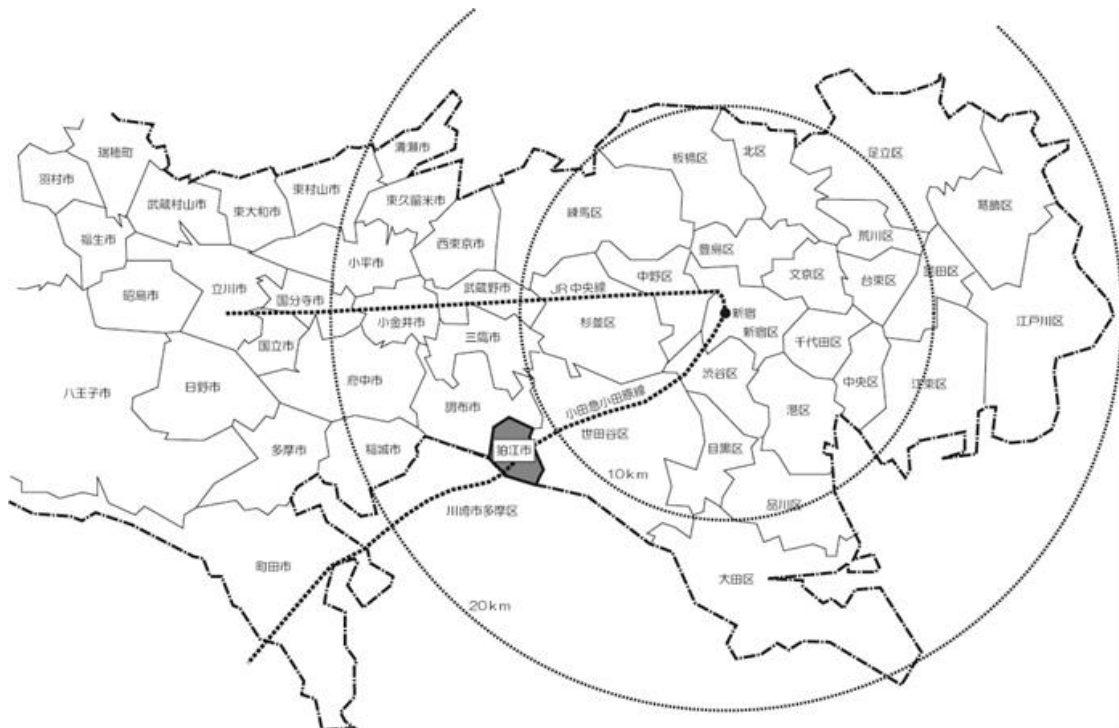 清瀬市
瑞穂町
北区
板橋区
足立区
羽村市
東村山市
東久留米市
武蔵村山市
東大和市
葛飾区
練馬区
福生市
西東京市
荒川区
豊島区
小平市
文京区
台東区
墨田区
中野区
昭島市
立川市
国分寺市
武蔵野市
JR中央線
新宿
小金井市
杉並区
新宿区
江戸川区
三鷹市
千代田区
国立市
渋谷区
中央区
江東区
八王子市
日野市
府中市
調布市
小田急小田原線
港区
世田谷区
多摩市
稲城市
狛江市
目黒区
10km
品川区
川崎市多摩区
町田市
大田区
20km